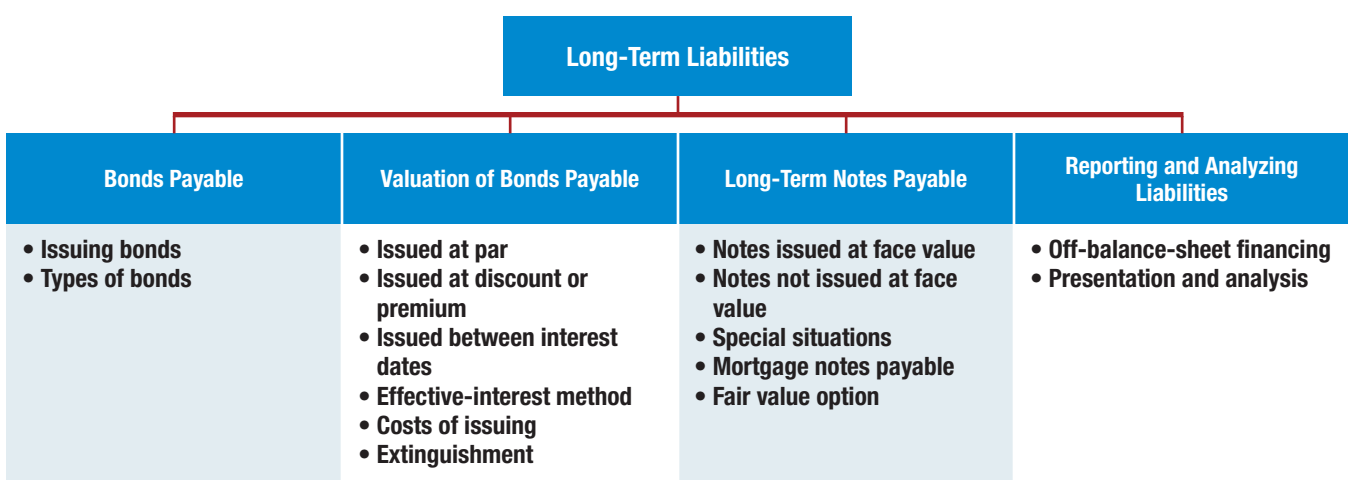 Long-Term Liabilities
Bonds Payable
• Issuing bonds
• Types of bonds
Valuation of Bonds Payable
• Issued at par
• Issued at discount or
premium
• Issued between interest
dates
• Effective-interest method
• Costs of issuing
• Extinguishment
Long-Term Notes Payable
• Notes issued at face value
• Notes not issued at face
value
• Special situations
• Mortgage notes payable
• Fair value option
Reporting and Analyzing
Liabilities
• Off-balance-sheet financing
• Presentation and analysis